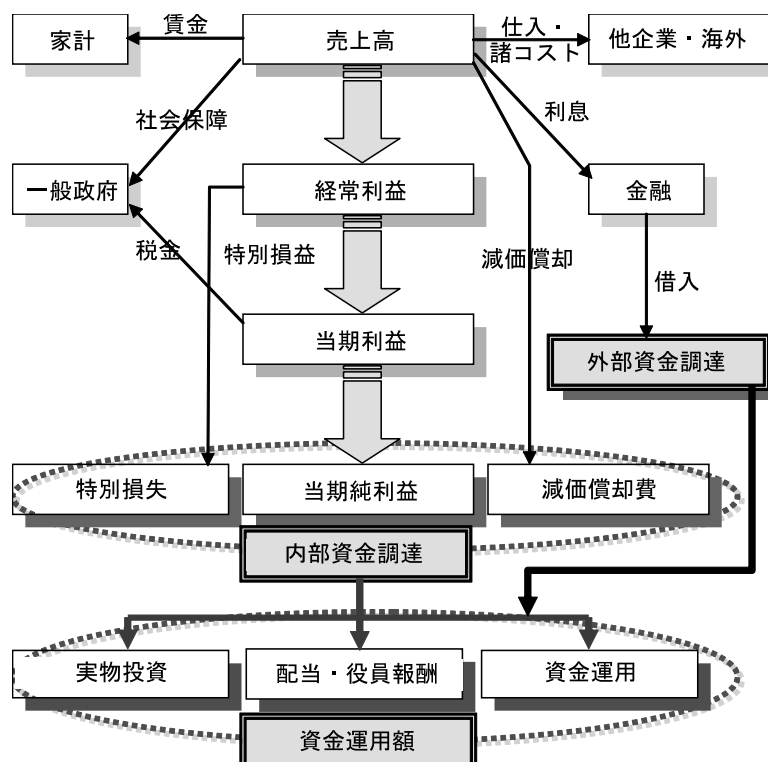 家計
賃金
売上高
仕入・
諸コスト
他企業・海外
社会保障
利息
一般政府
経常利益
金融
税金
特別損益
減価償却
借入
当期利益
外部資金調達
特別損失
当期純利益
減価償却費
内部資金調達
実物投資
配当・役員報酬
資金運用
資金運用額